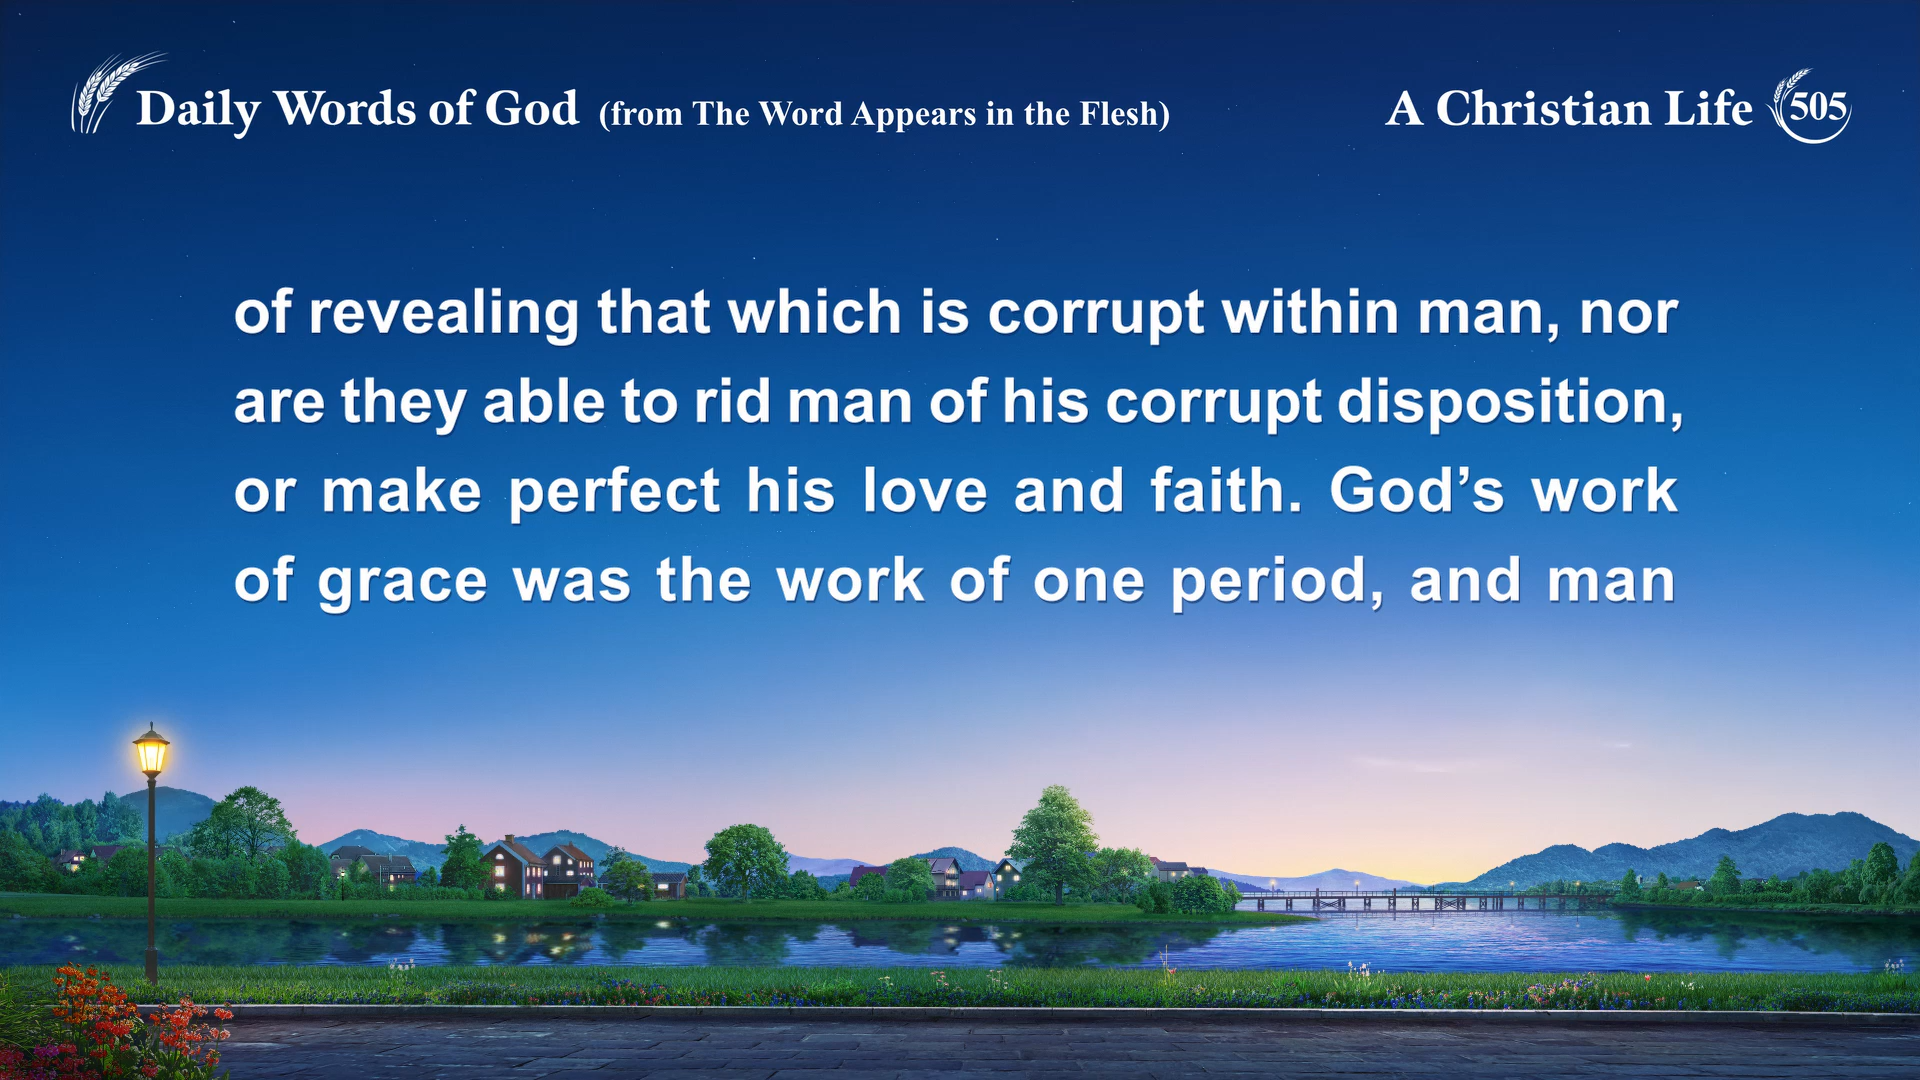 Daily Words of God (from The Word Appears in the Flesh)
A Christian Life 505
of revealing that which is corrupt within man, nor
are they able to rid man of his corrupt disposition,
or make perfect his love and faith. God’s work
of grace was the work of one period, and man